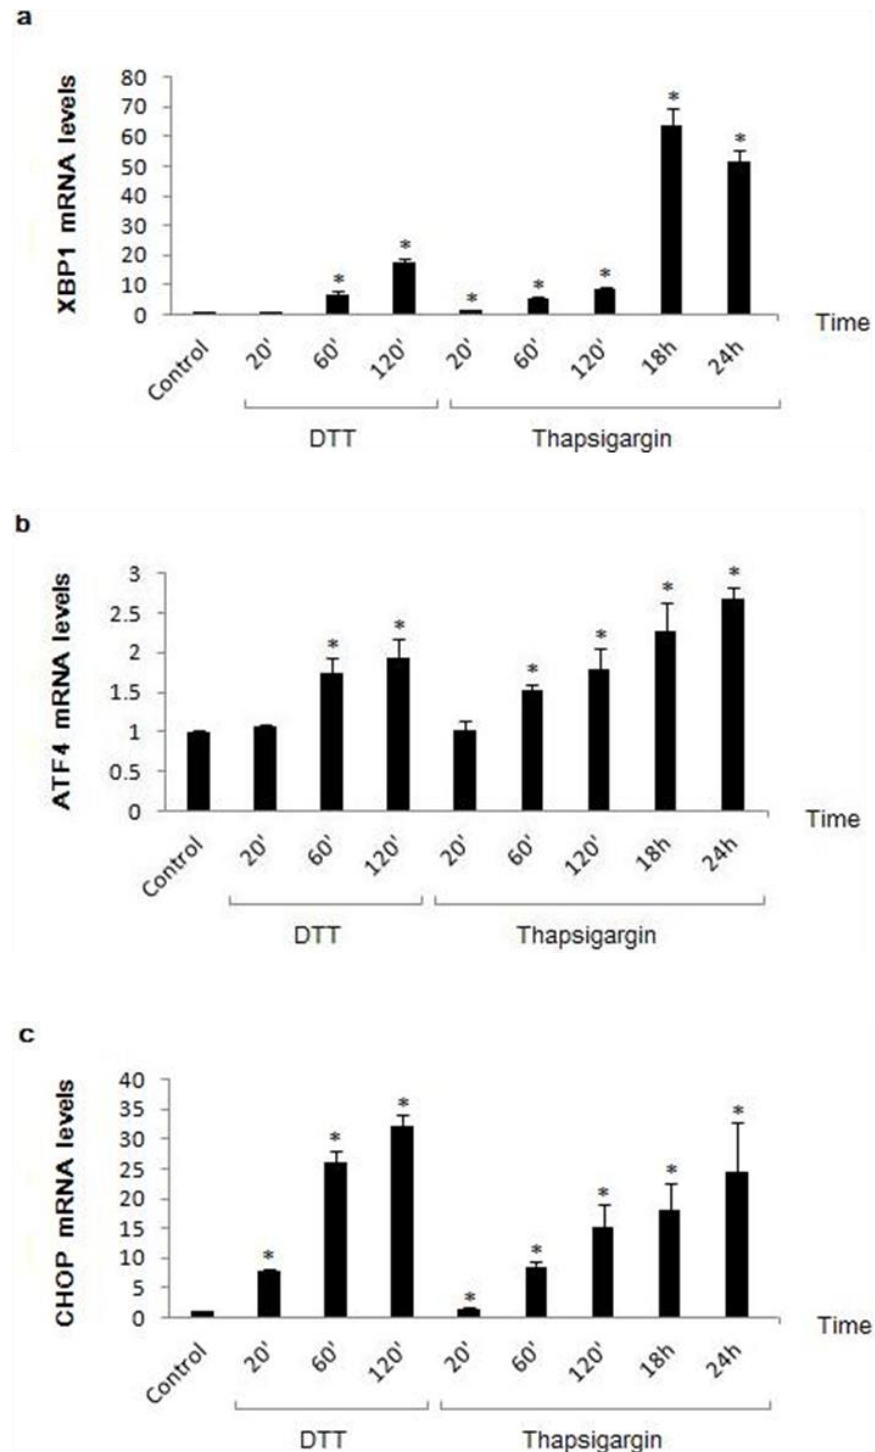 a
XBP1 mRNA levels
80
70
60
50
40
30
20
10
0
* * * * * * *
Time
Control 20' 60' 120' 20' 60' 120' 18h 24h
DTT Thapsigargin
b
ATF4 mRNA levels
3
2.5
2
1.5
1
0.5
0
* * * * * *
Time
Control 20' 60' 120' 20' 60' 120' 18h 24h
DTT Thapsigargin
c
CHOP mRNA levels
40
35
30
25
20
15
10
5
0
* * * * * * * *
Time
Control 20' 60' 120' 20' 60' 120' 18h 24h
DTT Thapsigargin